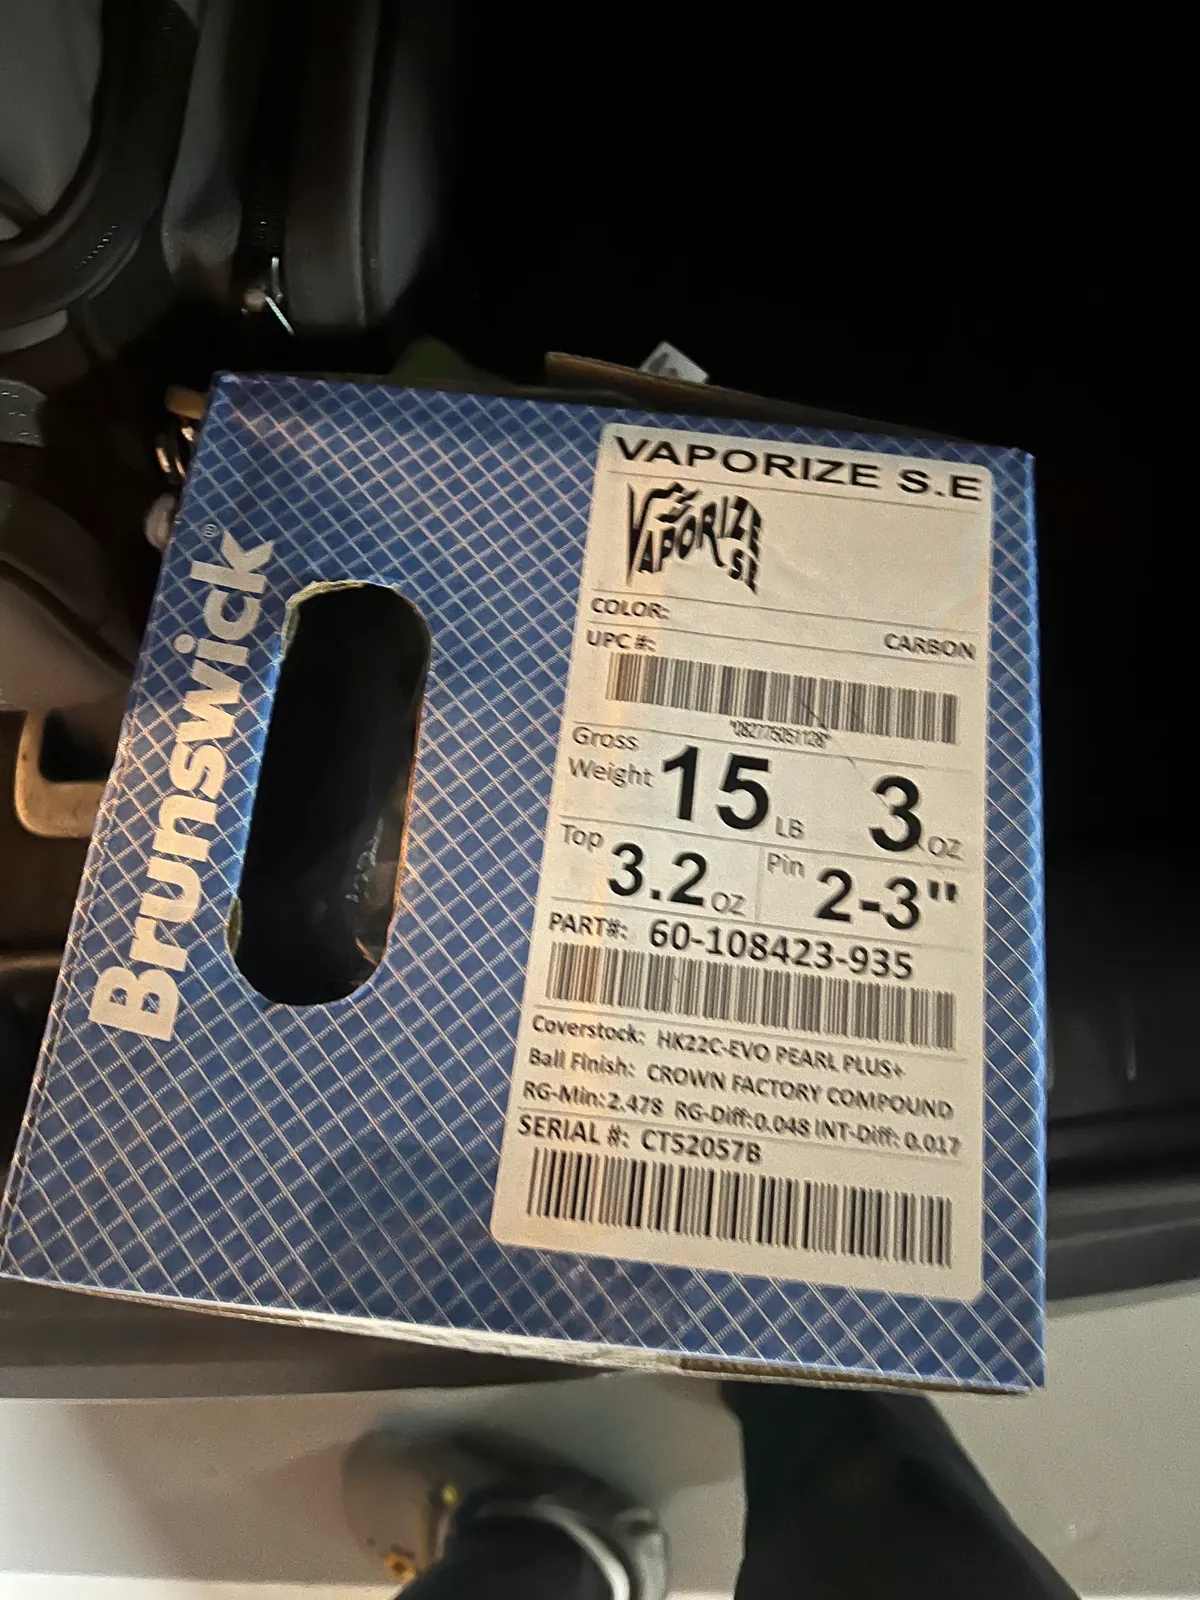 Brunswick®
VAPORIZE S.E
VAPORIZE SE
COLOR:
CARBON
UPC #:
*082775051128*
Gross Weight 15 LB 3 OZ
Top 3.2 OZ Pin 2-3"
PART#: 60-108423-935
Coverstock: HK22C-EVO PEARL PLUS+
Ball Finish: CROWN FACTORY COMPOUND
RG-Min:2.478 RG-Diff:0.048 INT-Diff: 0.017
SERIAL #: CT52057B